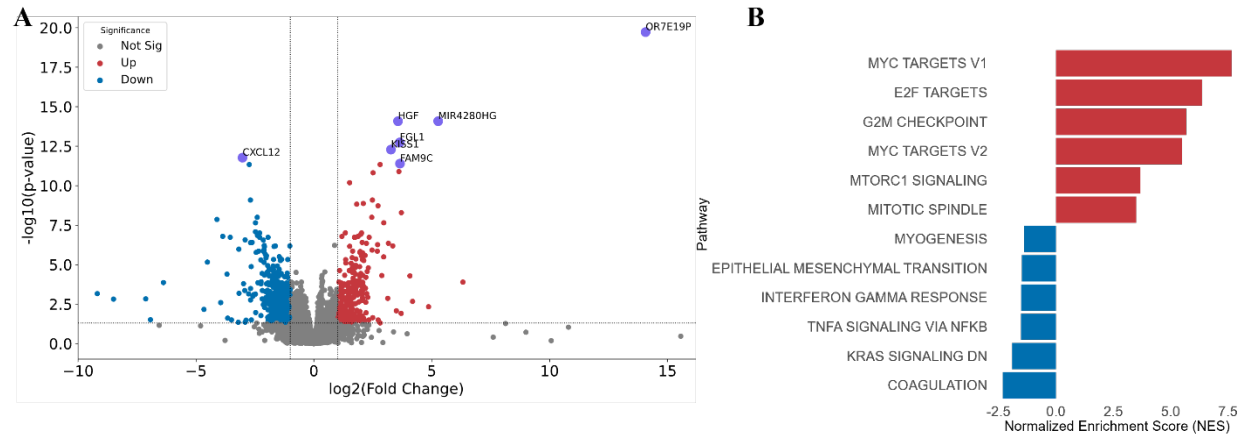 A
B
Significance
Not Sig
Up
Down
20.0
17.5
15.0
12.5
10.0
7.5
5.0
2.5
0.0
-log10(p-value)
OR7E19P
HGF
MIR4280HG
FGL1
KISS1
FAM9C
CXCL12
−10
−5
0
5
10
15
log2(Fold Change)
Pathway
MYC TARGETS V1
E2F TARGETS
G2M CHECKPOINT
MYC TARGETS V2
MTORC1 SIGNALING
MITOTIC SPINDLE
MYOGENESIS
EPITHELIAL MESENCHYMAL TRANSITION
INTERFERON GAMMA RESPONSE
TNFA SIGNALING VIA NFKB
KRAS SIGNALING DN
COAGULATION
-2.5
0.0
2.5
5.0
7.5
Normalized Enrichment Score (NES)